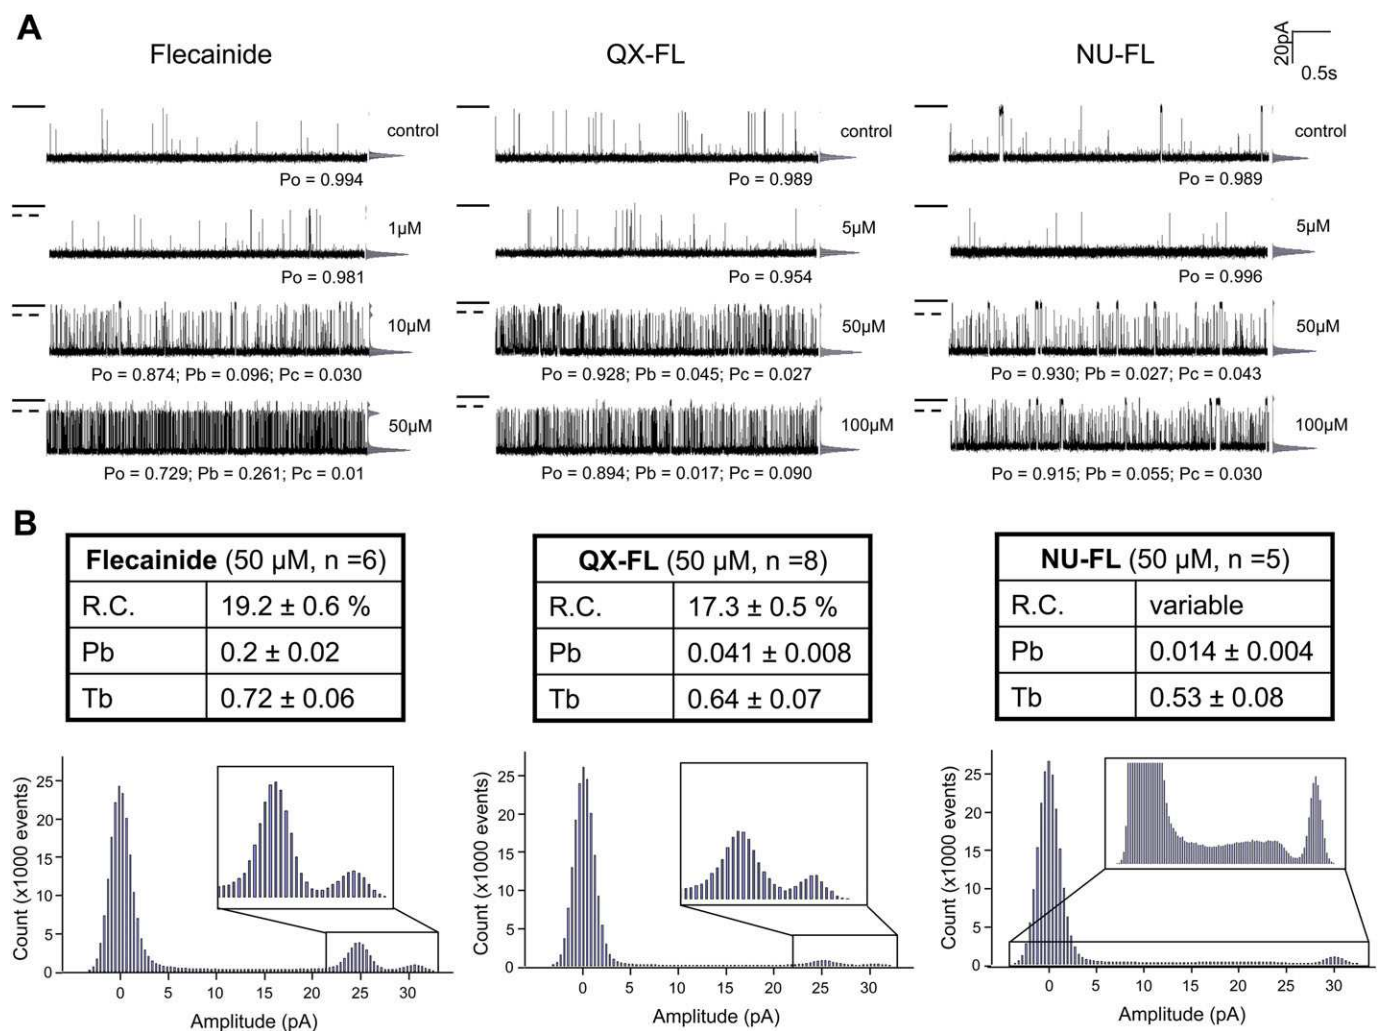 A
Flecainide
QX-FL
NU-FL
20pA
0.5s
control
Po = 0.994
control
Po = 0.989
control
Po = 0.989
1µM
Po = 0.981
5µM
Po = 0.954
5µM
Po = 0.996
10µM
Po = 0.874; Pb = 0.096; Pc = 0.030
50µM
Po = 0.928; Pb = 0.045; Pc = 0.027
50µM
Po = 0.930; Pb = 0.027; Pc = 0.043
50µM
Po = 0.729; Pb = 0.261; Pc = 0.01
100µM
Po = 0.894; Pb = 0.017; Pc = 0.090
100µM
Po = 0.915; Pb = 0.055; Pc = 0.030
B
Flecainide (50 µM, n =6)
R.C. 19.2 ± 0.6 %
Pb 0.2 ± 0.02
Tb 0.72 ± 0.06
QX-FL (50 µM, n =8)
R.C. 17.3 ± 0.5 %
Pb 0.041 ± 0.008
Tb 0.64 ± 0.07
NU-FL (50 µM, n =5)
R.C. variable
Pb 0.014 ± 0.004
Tb 0.53 ± 0.08
Count (x1000 events)
25
20
15
10
5
0
0 5 10 15 20 25 30
Amplitude (pA)
Count (x1000 events)
25
20
15
10
5
0
0 5 10 15 20 25 30
Amplitude (pA)
Count (x1000 events)
25
20
15
10
5
0
0 5 10 15 20 25 30
Amplitude (pA)